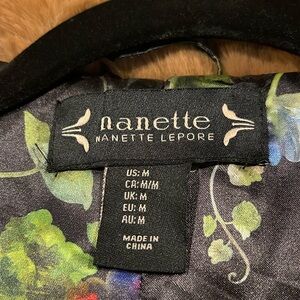 nanette
NANETTE LEPORE
US: M
CA: M/M
UK: M
EU: M
AU: M
MADE IN
CHINA